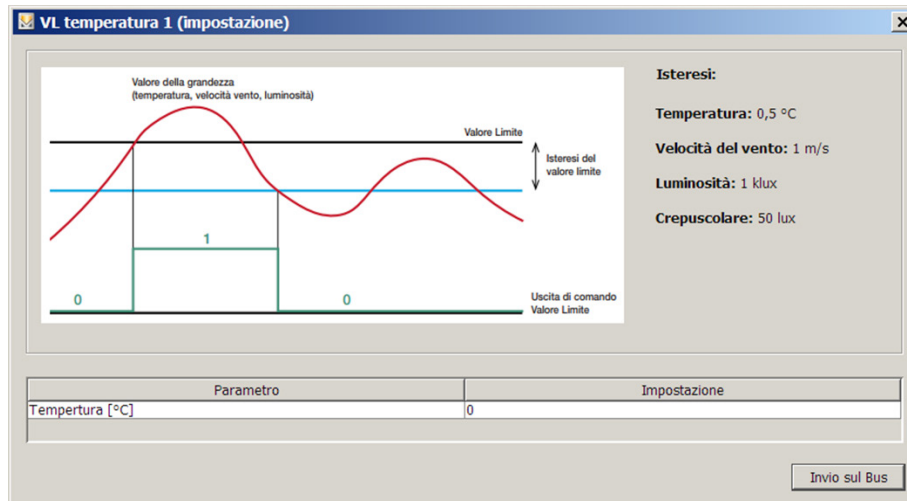 VL temperatura 1 (impostazione)
Valore della grandezza
(temperatura, velocità vento, luminosità)
Valore Limite
Isteresi del
valore limite
1
0
0
Uscita di comando
Valore Limite
Isteresi:
Temperatura: 0,5 °C
Velocità del vento: 1 m/s
Luminosità: 1 klux
Crepuscolare: 50 lux
Parametro Impostazione
Tempertura [°C] 0
Invio sul Bus